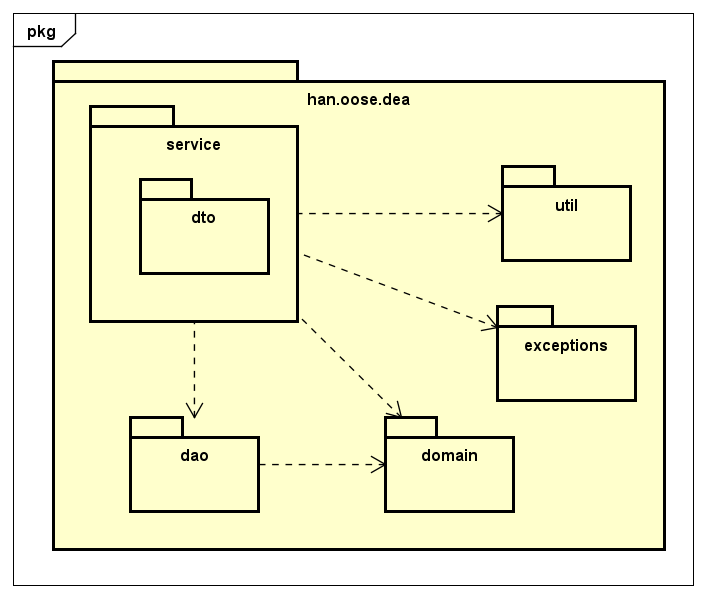 pkg
han.oose.dea
service
dto
util
exceptions
dao
domain